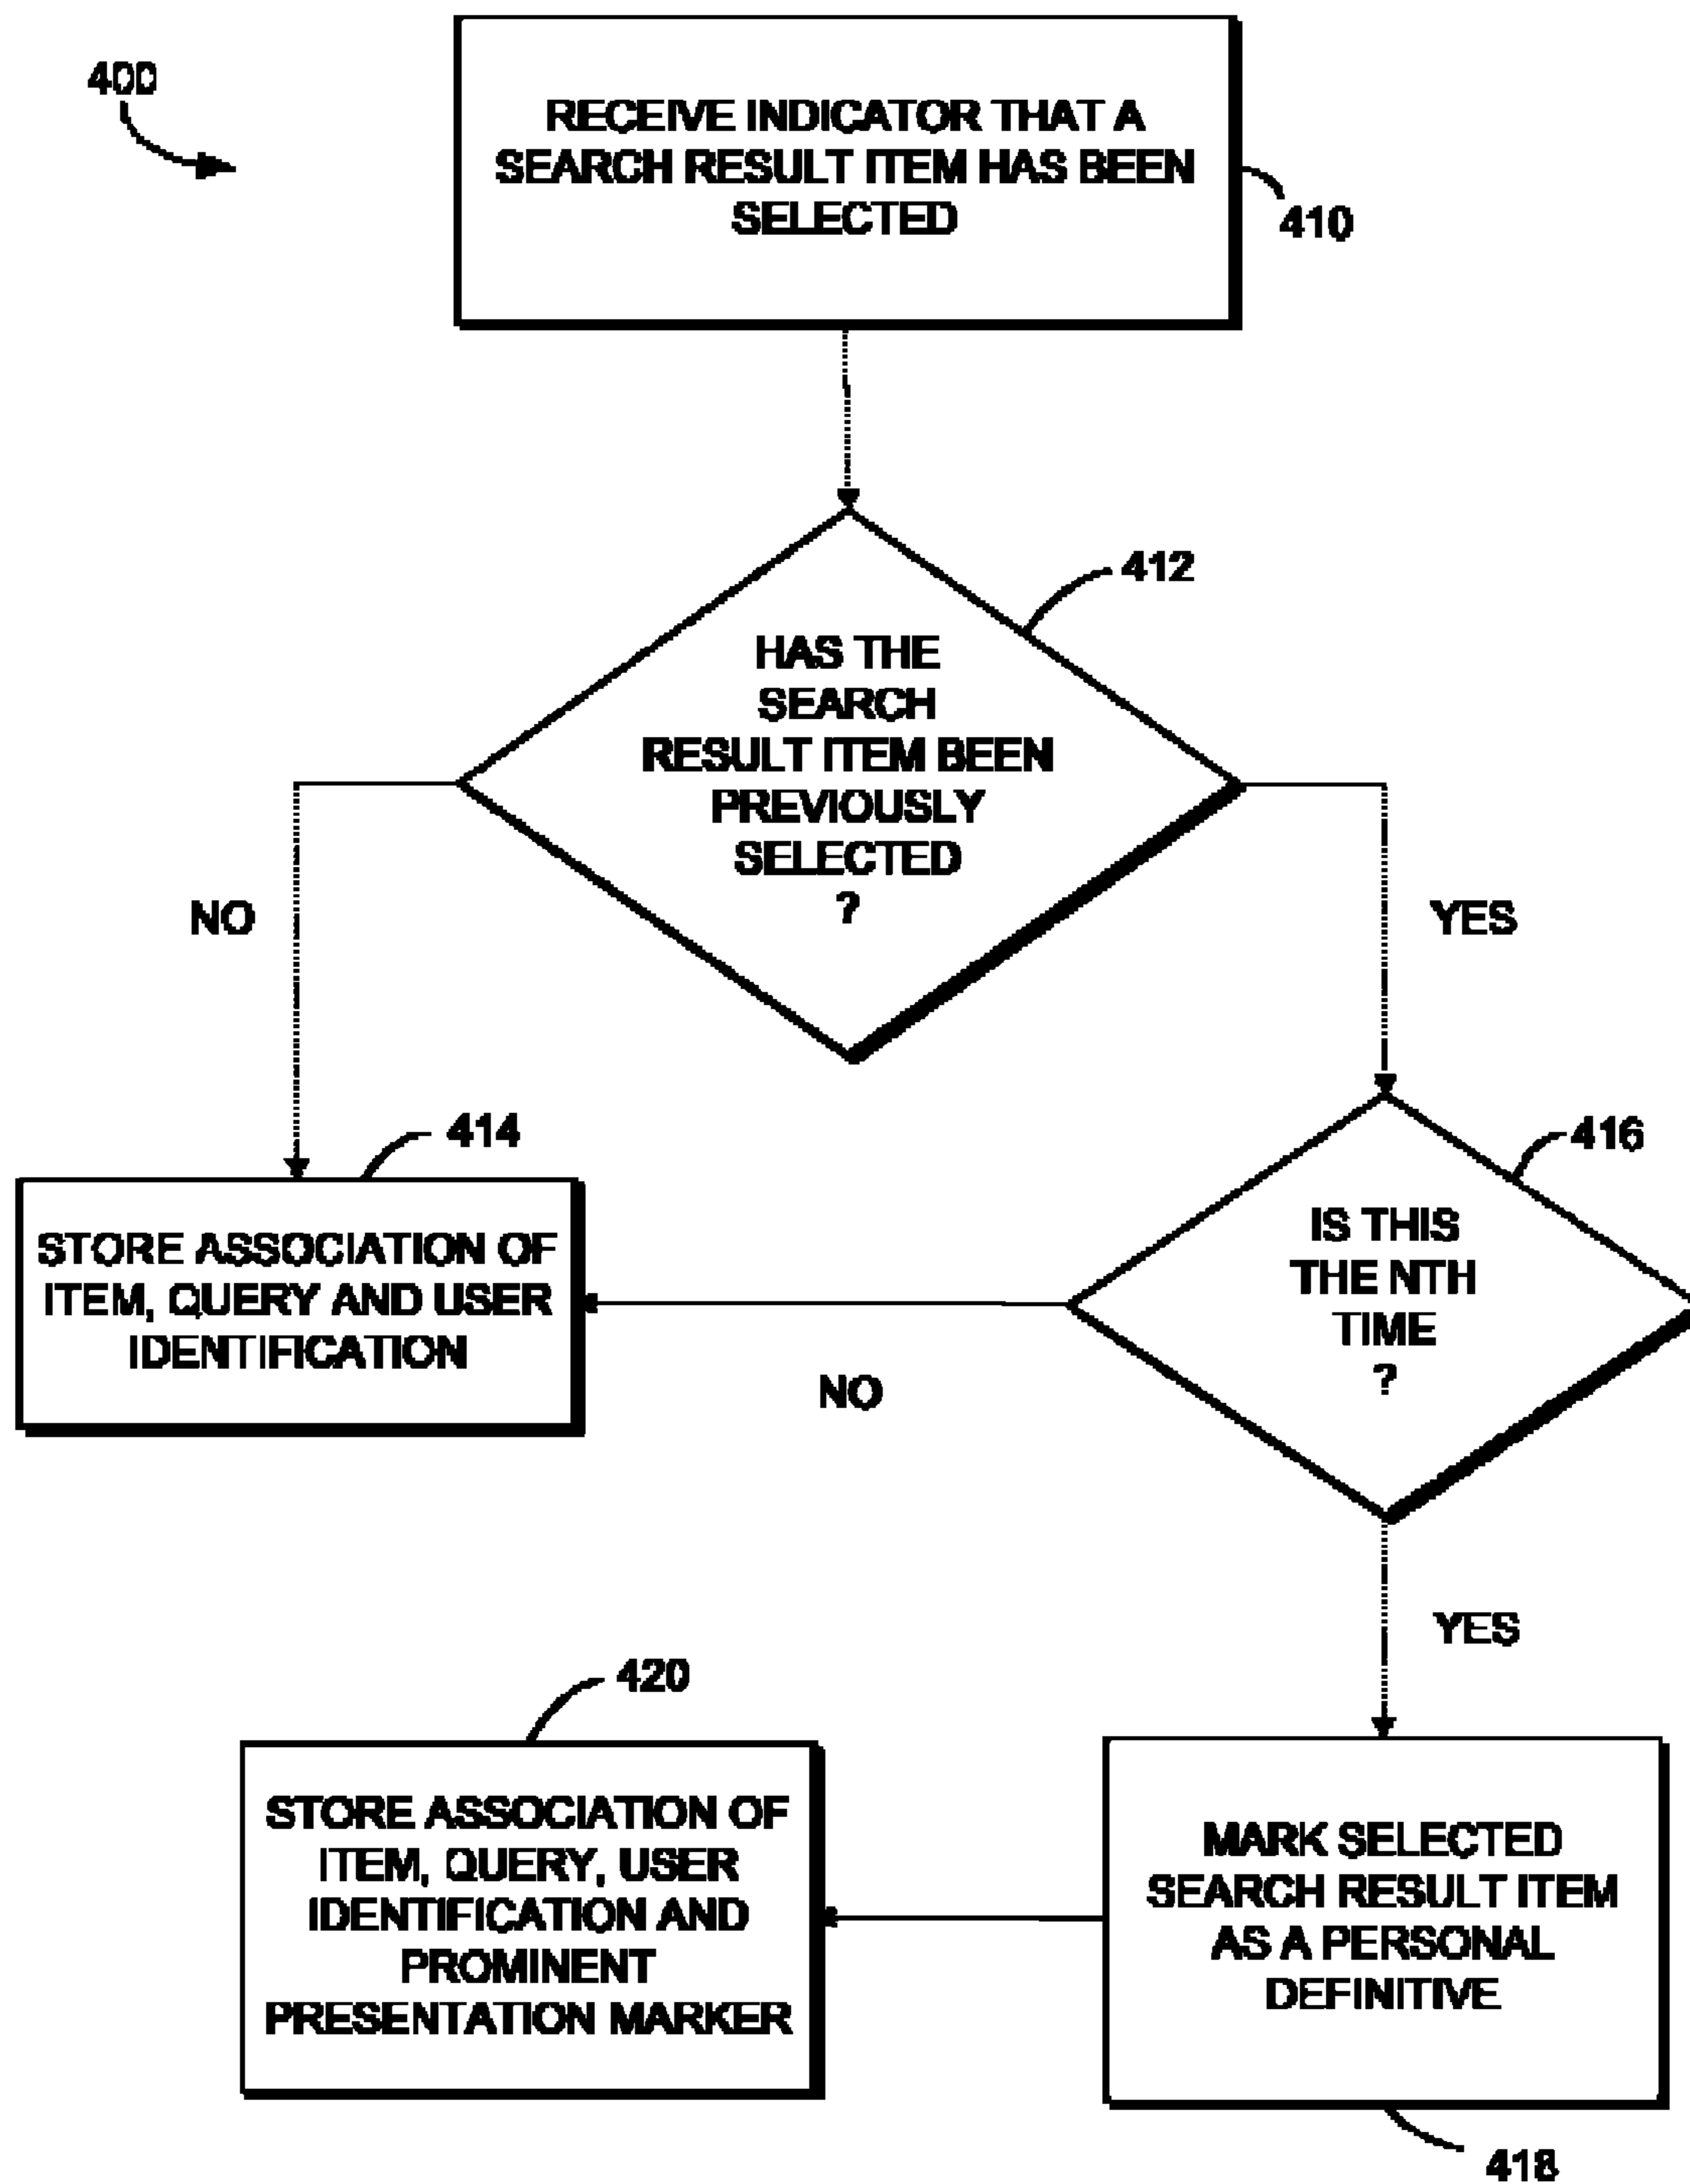 400
RECEIVE INDICATOR THAT A
SEARCH RESULT ITEM HAS BEEN
SELECTED
410
412
HAS THE
SEARCH
RESULT ITEM BEEN
PREVIOUSLY
SELECTED
?
NO
YES
414
STORE ASSOCIATION OF
ITEM, QUERY AND USER
IDENTIFICATION
416
IS THIS
THE NTH
TIME
?
NO
YES
420
STORE ASSOCIATION OF
ITEM, QUERY, USER
IDENTIFICATION AND
PROMINENT
PRESENTATION MARKER
MARK SELECTED
SEARCH RESULT ITEM
AS A PERSONAL
DEFINITIVE
418